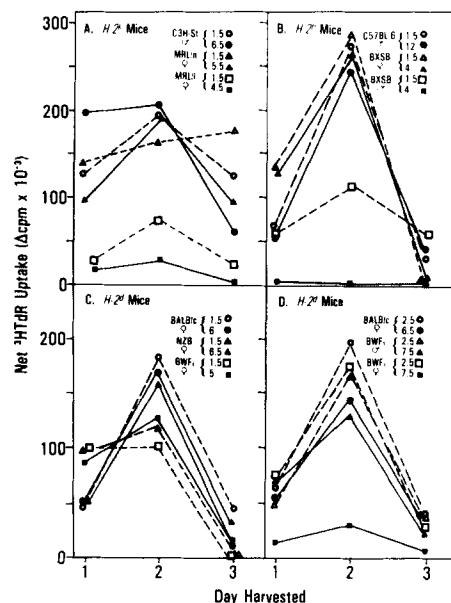 A. H-2k Mice
C3H-St { 1.5
♂ { 6.5
MRL/n { 1.5
♀ { 5.5
MRL/l { 1.5
♀ { 4.5
B. Mice
C57BL 6 { 1.5
♂ { 12
BXSB { 1.5
♀ { 4
BXSB { 1.5
♂ { 4
300
200
100
0
C. H-2d Mice
BALB/c { 1.5
♀ { 6.5
NZB { 1.5
♀ { 6.5
BWF1 { 1.5
♀ { 5
D. H-2d Mice
BALB/c { 2.5
♀ { 6.5
BWF1 { 2.5
♂ { 7.5
BWF1 { 2.5
♀ { 7.5
200
100
0
Net 3HTdR Uptake (Δcpm x 10-3)
1 2 3 1 2 3
Day Harvested